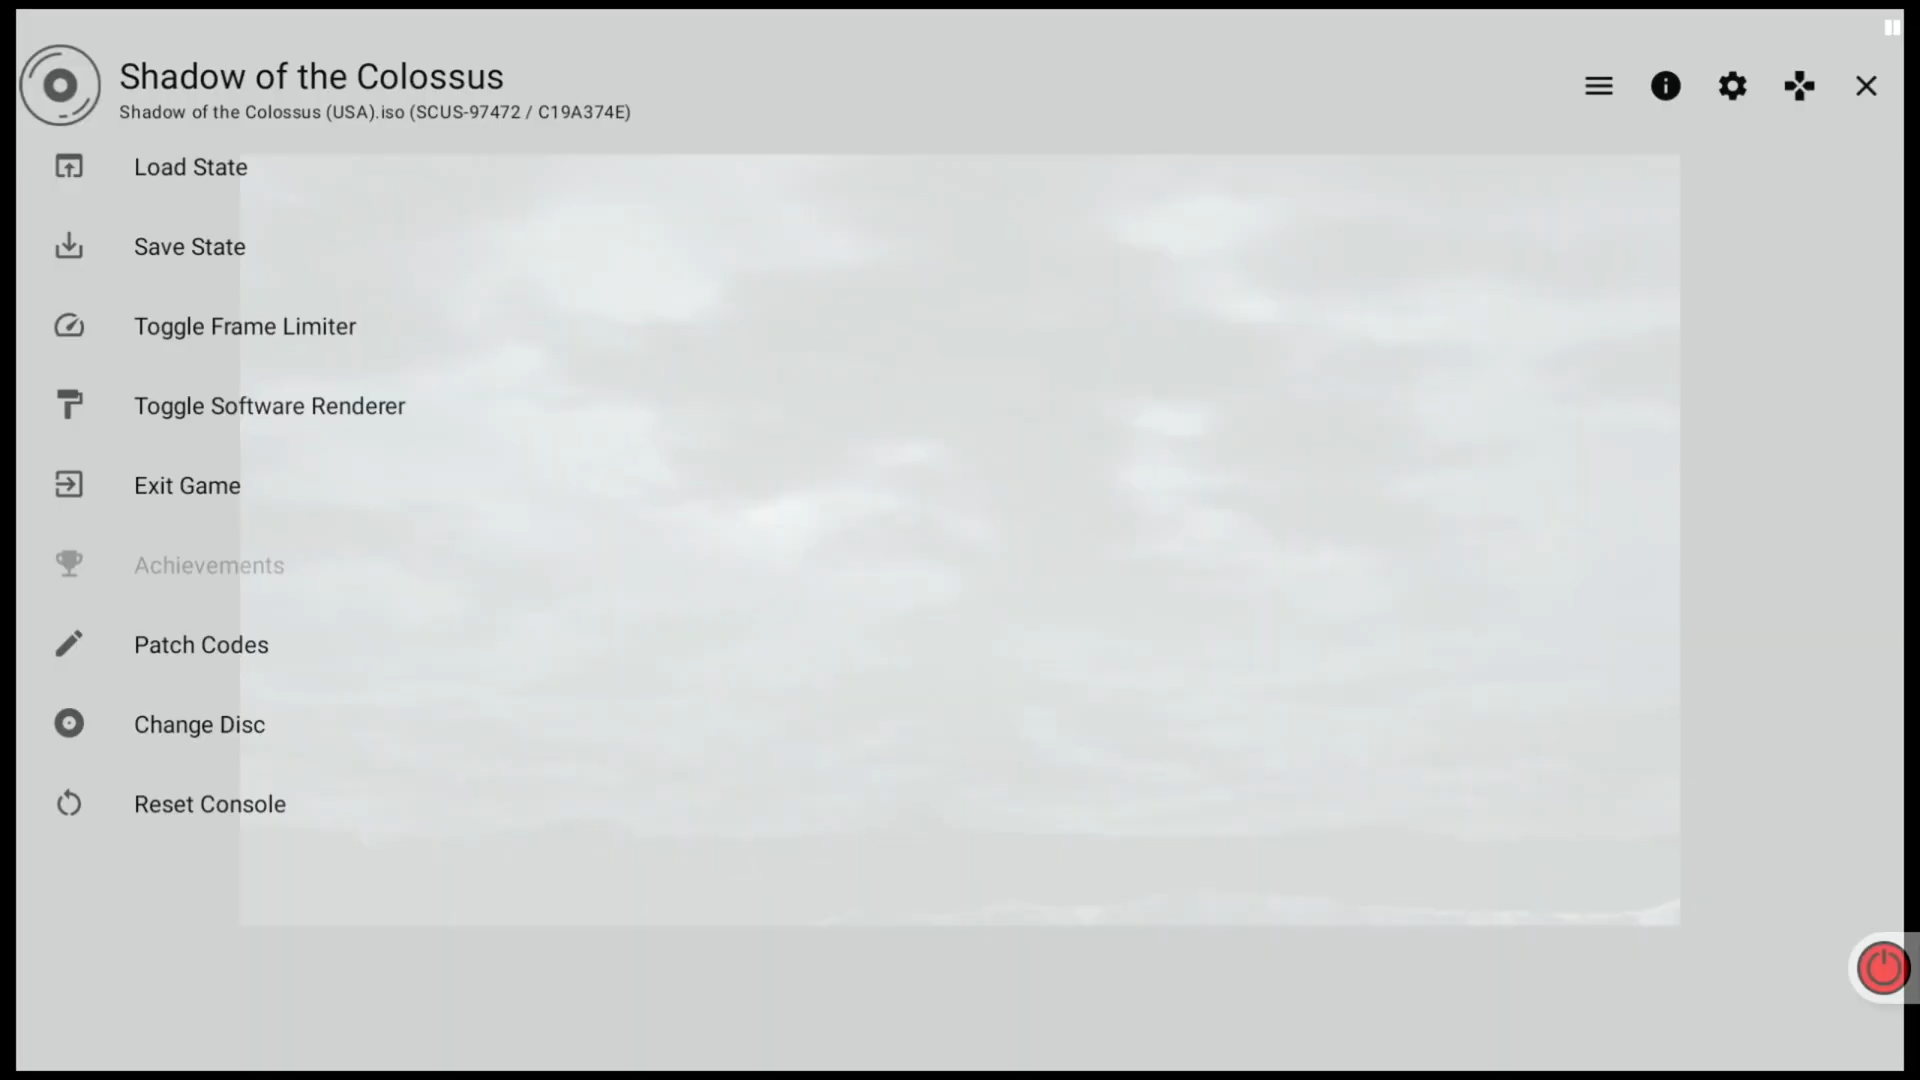 Shadow of the Colossus
Shadow of the Colossus (USA).iso (SCUS-97472 / C19A374E)
Load State
Save State
Toggle Frame Limiter
Toggle Software Renderer
Exit Game
Achievements
Patch Codes
Change Disc
Reset Console